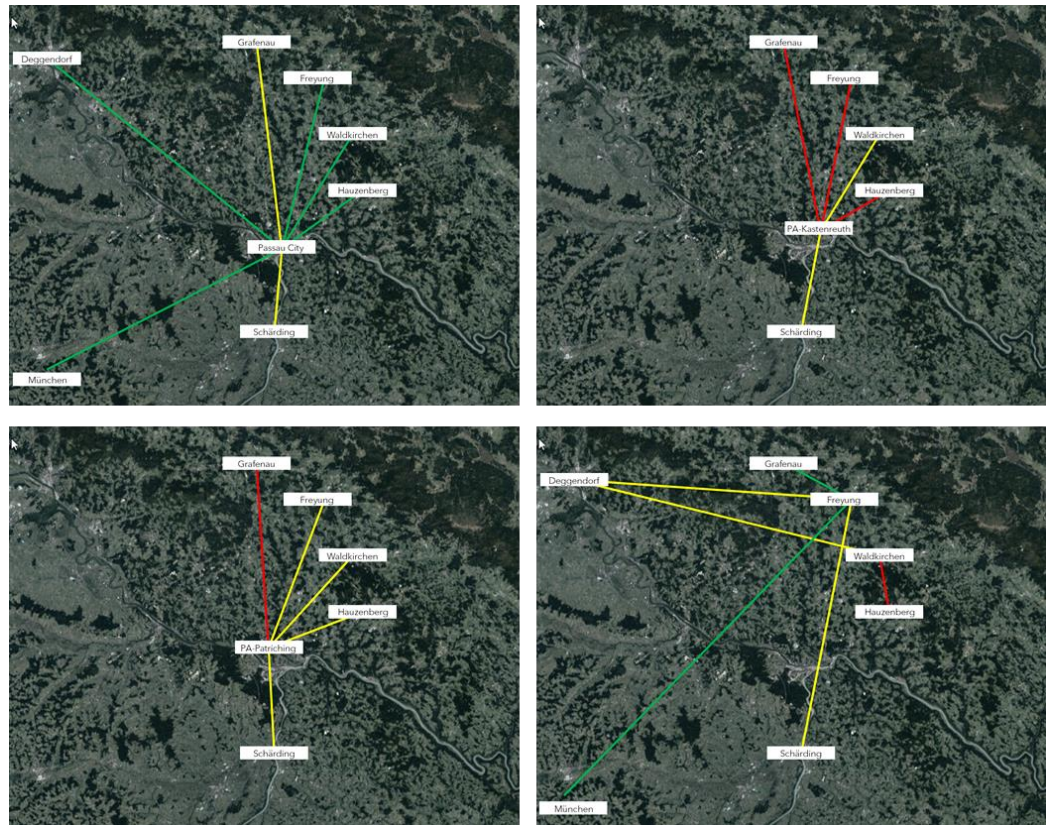 Grafenau
Deggendorf
Freyung
Waldkirchen
Hauzenberg
Passau City
Schärding
München
Grafenau
Freyung
Waldkirchen
Hauzenberg
PA-Kastenreuth
Schärding
Grafenau
Freyung
Waldkirchen
Hauzenberg
PA-Patriching
Schärding
Grafenau
Deggendorf
Freyung
Waldkirchen
Hauzenberg
Schärding
München